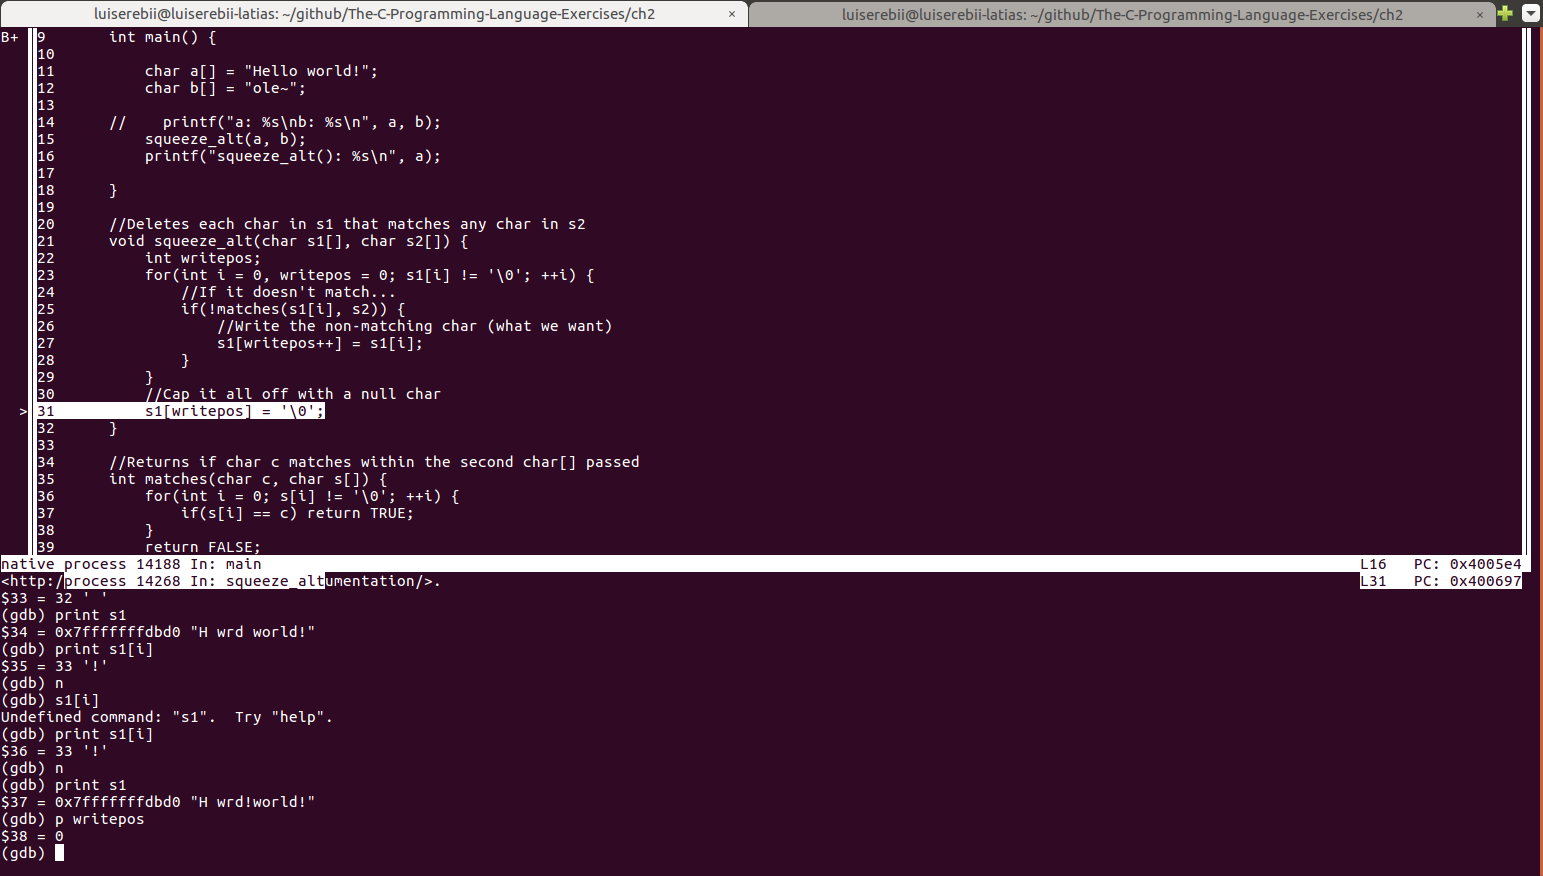 luiserebii@luiserebii-latias: ~/github/The-C-Programming-Language-Exercises/ch2 × luiserebii@luiserebii-latias: ~/github/The-C-Programming-Language-Exercises/ch2 ×
B+ 9 int main() {
10
11 char a[] = "Hello world!";
12 char b[] = "ole~";
13
14 // printf("a: %s\nb: %s\n", a, b);
15 squeeze_alt(a, b);
16 printf("squeeze_alt(): %s\n", a);
17
18 }
19
20 //Deletes each char in s1 that matches any char in s2
21 void squeeze_alt(char s1[], char s2[]) {
22 int writepos;
23 for(int i = 0, writepos = 0; s1[i] != '\0'; ++i) {
24 //If it doesn't match...
25 if(!matches(s1[i], s2)) {
26 //Write the non-matching char (what we want)
27 s1[writepos++] = s1[i];
28 }
29 }
30 //Cap it all off with a null char
> 31 s1[writepos] = '\0';
32 }
33
34 //Returns if char c matches within the second char[] passed
35 int matches(char c, char s[]) {
36 for(int i = 0; s[i] != '\0'; ++i) {
37 if(s[i] == c) return TRUE;
38 }
39 return FALSE;
native process 14188 In: main L16 PC: 0x4005e4
<http:/process 14268 In: squeeze_altumentation/>. L31 PC: 0x400697
$33 = 32 ' '
(gdb) print s1
$34 = 0x7fffffffdbd0 "H wrd world!"
(gdb) print s1[i]
$35 = 33 '!'
(gdb) n
(gdb) s1[i]
Undefined command: "s1". Try "help".
(gdb) print s1[i]
$36 = 33 '!'
(gdb) n
(gdb) print s1
$37 = 0x7fffffffdbd0 "H wrd!world!"
(gdb) p writepos
$38 = 0
(gdb)